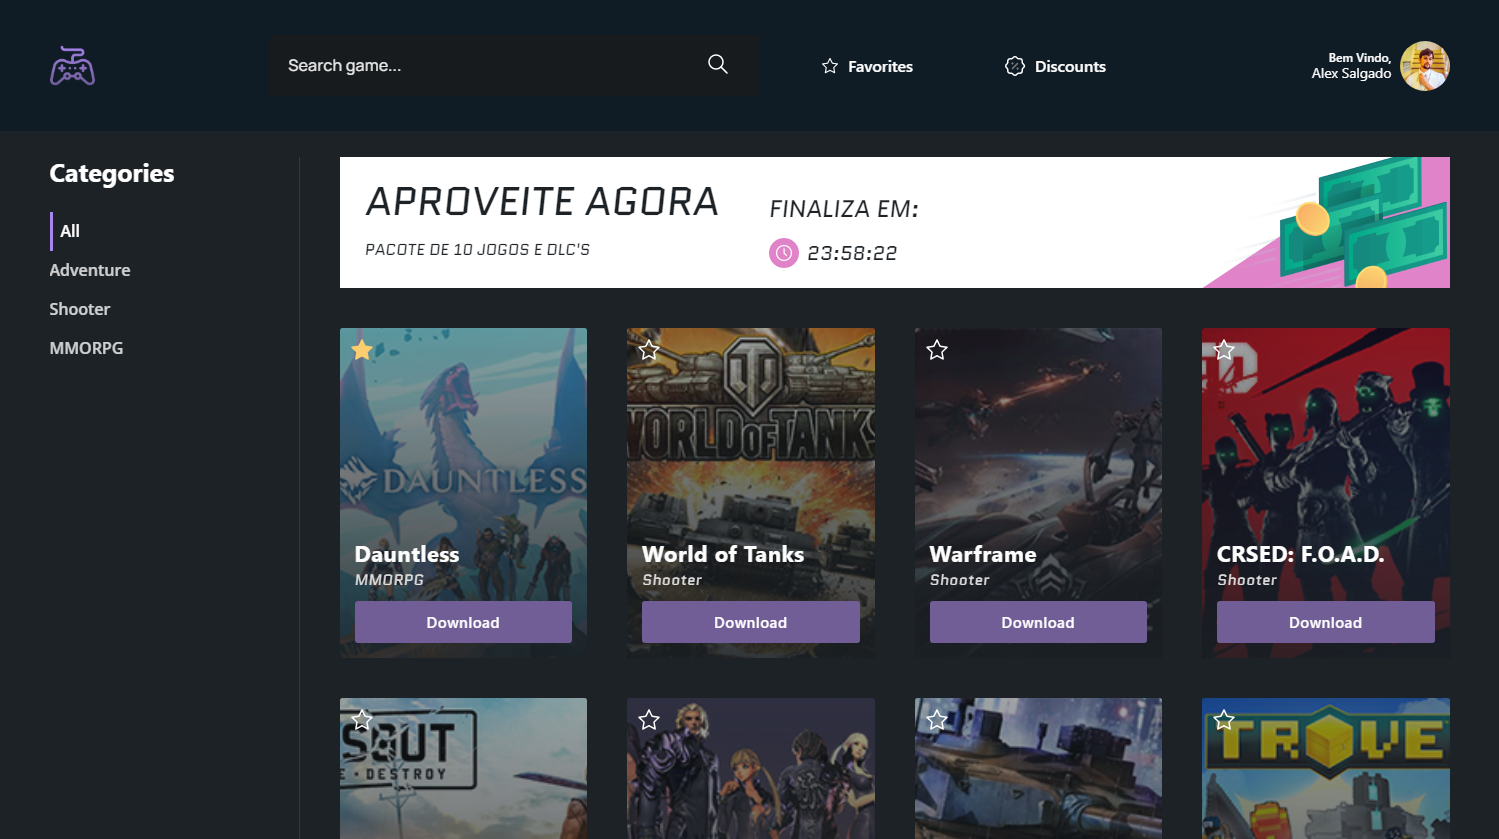 Search game...
Favorites
Discounts
Bem Vindo,
Alex Salgado
Categories
All
Adventure
Shooter
MMORPG
APROVEITE AGORA
PACOTE DE 10 JOGOS E DLC'S
FINALIZA EM:
23:58:22
DAUNTLESS
Dauntless
MMORPG
Download
WORLD OF TANKS
World of Tanks
Shooter
Download
Warframe
Shooter
Download
CRSED: F.O.A.D.
Shooter
Download
SOUT
E • DESTROY
TROVE